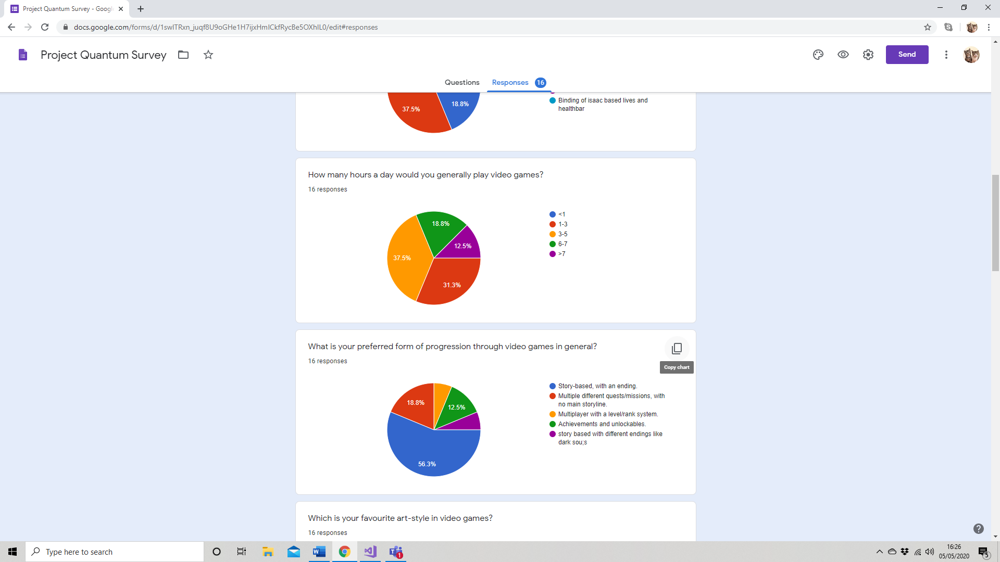 Project Quantum Survey - Googl
docs.google.com/forms/d/1swITRxn_juqf8U9oGHe1H7ijxHmICkfRycBe5OXhlL0/edit#responses
Project Quantum Survey
Send
Questions
Responses 16
37.5%
18.8%
Binding of isaac based lives and
healthbar
How many hours a day would you generally play video games?
16 responses
18.8%
12.5%
37.5%
31.3%
<1
1-3
3-5
6-7
>7
What is your preferred form of progression through video games in general?
16 responses
Copy chart
18.8%
12.5%
56.3%
Story-based, with an ending.
Multiple different quests/missions, with
no main storyline.
Multiplayer with a level/rank system.
Achievements and unlockables.
story based with different endings like
dark sou;s
Which is your favourite art-style in video games?
16 responses
Type here to search
1
16:26
05/05/2020
5